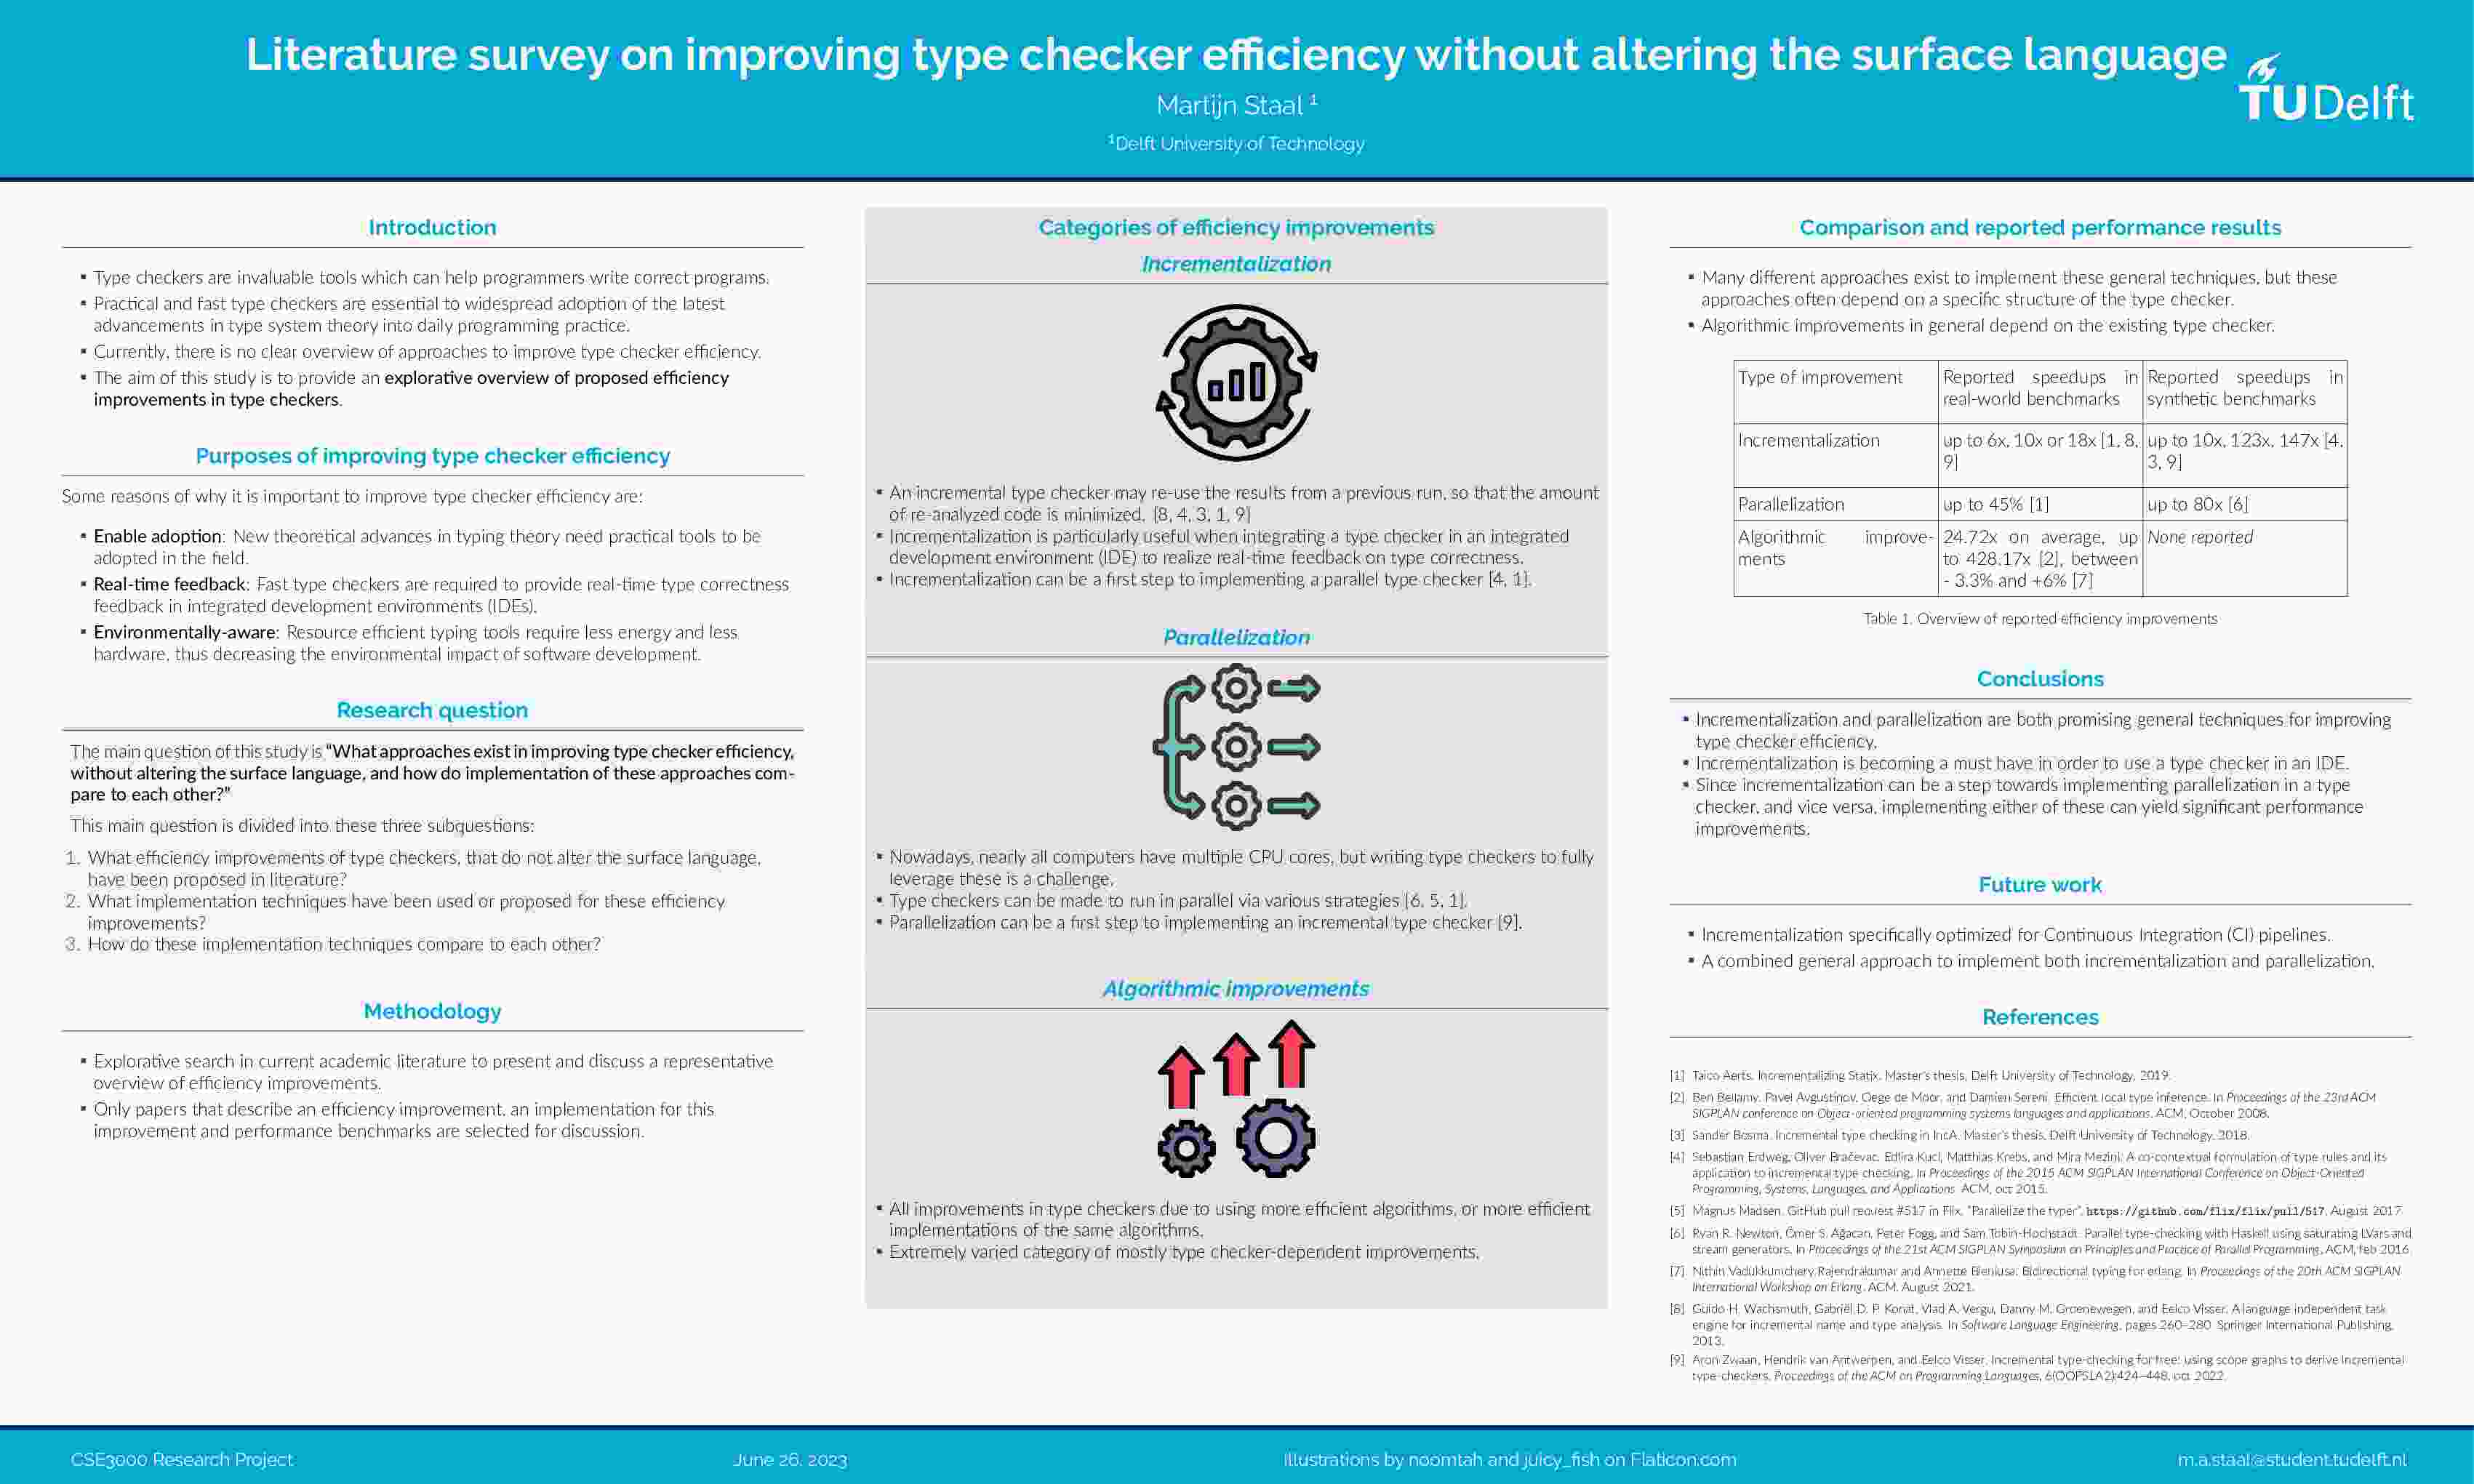 Literature survey on improving type checker efficiency without altering the surface language
Martijn Staal ¹
¹Delft University of Technology
TUDelft
Introduction
▪ Type checkers are invaluable tools which can help programmers write correct programs.
▪ Practical and fast type checkers are essential to widespread adoption of the latest
advancements in type system theory into daily programming practice.
▪ Currently, there is no clear overview of approaches to improve type checker efficiency.
▪ The aim of this study is to provide an explorative overview of proposed efficiency
improvements in type checkers.
Purposes of improving type checker efficiency
Some reasons of why it is important to improve type checker efficiency are:
▪ Enable adoption: New theoretical advances in typing theory need practical tools to be
adopted in the field.
▪ Real-time feedback: Fast type checkers are required to provide real-time type correctness
feedback in integrated development environments (IDEs).
▪ Environmentally-aware: Resource efficient typing tools require less energy and less
hardware, thus decreasing the environmental impact of software development.
Research question
The main question of this study is "What approaches exist in improving type checker efficiency,
without altering the surface language, and how do implementation of these approaches com-
pare to each other?"
This main question is divided into these three subquestions:
1. What efficiency improvements of type checkers, that do not alter the surface language,
have been proposed in literature?
2. What implementation techniques have been used or proposed for these efficiency
improvements?
3. How do these implementation techniques compare to each other?
Methodology
▪ Explorative search in current academic literature to present and discuss a representative
overview of efficiency improvements.
▪ Only papers that describe an efficiency improvement, an implementation for this
improvement and performance benchmarks are selected for discussion.
Categories of efficiency improvements
Incrementalization
▪ An incremental type checker may re-use the results from a previous run, so that the amount
of re-analyzed code is minimized. [8, 4, 3, 1, 9]
▪ Incrementalization is particularly useful when integrating a type checker in an integrated
development environment (IDE) to realize real-time feedback on type correctness.
▪ Incrementalization can be a first step to implementing a parallel type checker [4, 1].
Parallelization
▪ Nowadays, nearly all computers have multiple CPU cores, but writing type checkers to fully
leverage these is a challenge.
▪ Type checkers can be made to run in parallel via various strategies [6, 5, 1].
▪ Parallelization can be a first step to implementing an incremental type checker [9].
Algorithmic improvements
▪ All improvements in type checkers due to using more efficient algorithms, or more efficient
implementations of the same algorithms.
▪ Extremely varied category of mostly type checker-dependent improvements.
Comparison and reported performance results
▪ Many different approaches exist to implement these general techniques, but these
approaches often depend on a specific structure of the type checker.
▪ Algorithmic improvements in general depend on the existing type checker.
Type of improvement Reported speedups in Reported speedups in
real-world benchmarks synthetic benchmarks
Incrementalization up to 6x, 10x or 18x [1, 8, up to 10x, 123x, 147x [4,
9] 3, 9]
Parallelization up to 45% [1] up to 80x [6]
Algorithmic improve- 24.72x on average, up None reported
ments to 428.17x [2], between
- 3.3% and +6% [7]
Table 1. Overview of reported efficiency improvements
Conclusions
▪ Incrementalization and parallelization are both promising general techniques for improving
type checker efficiency.
▪ Incrementalization is becoming a must have in order to use a type checker in an IDE.
▪ Since incrementalization can be a step towards implementing parallelization in a type
checker, and vice versa, implementing either of these can yield significant performance
improvements.
Future work
▪ Incrementalization specifically optimized for Continuous Integration (CI) pipelines.
▪ A combined general approach to implement both incrementalization and parallelization.
References
[1] Taico Aerts. Incrementalizing Statix. Master's thesis, Delft University of Technology, 2019.
[2] Ben Bellamy, Pavel Avgustinov, Oege de Moor, and Damien Sereni. Efficient local type inference. In Proceedings of the 23rd ACM
SIGPLAN conference on Object-oriented programming systems languages and applications. ACM, October 2008.
[3] Sander Bosma. Incremental type checking in IncA. Master's thesis, Delft University of Technology, 2018.
[4] Sebastian Erdweg, Oliver Bračevac, Edlira Kuci, Matthias Krebs, and Mira Mezini. A co-contextual formulation of type rules and its
application to incremental type checking. In Proceedings of the 2015 ACM SIGPLAN International Conference on Object-Oriented
Programming, Systems, Languages, and Applications. ACM, oct 2015.
[5] Magnus Madsen. GitHub pull request #517 in Flix, "Parallelize the typer". https://github.com/flix/flix/pull/517, August 2017.
[6] Ryan R. Newton, Ömer S. Ağacan, Peter Fogg, and Sam Tobin-Hochstadt. Parallel type-checking with Haskell using saturating LVars and
stream generators. In Proceedings of the 21st ACM SIGPLAN Symposium on Principles and Practice of Parallel Programming, ACM, feb 2016.
[7] Nithin Vadukkumchery Rajendrakumar and Annette Bieniusa. Bidirectional typing for erlang. In Proceedings of the 20th ACM SIGPLAN
International Workshop on Erlang. ACM, August 2021.
[8] Guido H. Wachsmuth, Gabriël D. P. Konat, Vlad A. Vergu, Danny M. Groenewegen, and Eelco Visser. A language independent task
engine for incremental name and type analysis. In Software Language Engineering, pages 260–280. Springer International Publishing,
2013.
[9] Aron Zwaan, Hendrik van Antwerpen, and Eelco Visser. Incremental type-checking for free: using scope graphs to derive incremental
type-checkers. Proceedings of the ACM on Programming Languages, 6(OOPSLA2):424–448, oct 2022.
CSE3000 Research Project June 26, 2023 Illustrations by noomtah and juicy_fish on Flaticon.com m.a.staal@student.tudelft.nl